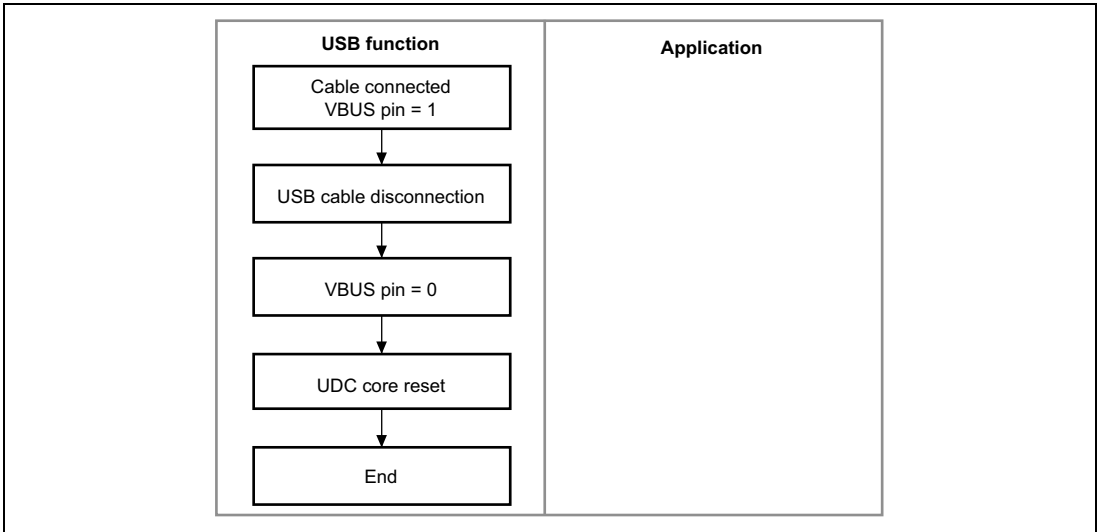 USB function
Application
Cable connected
VBUS pin = 1
USB cable disconnection
VBUS pin = 0
UDC core reset
End